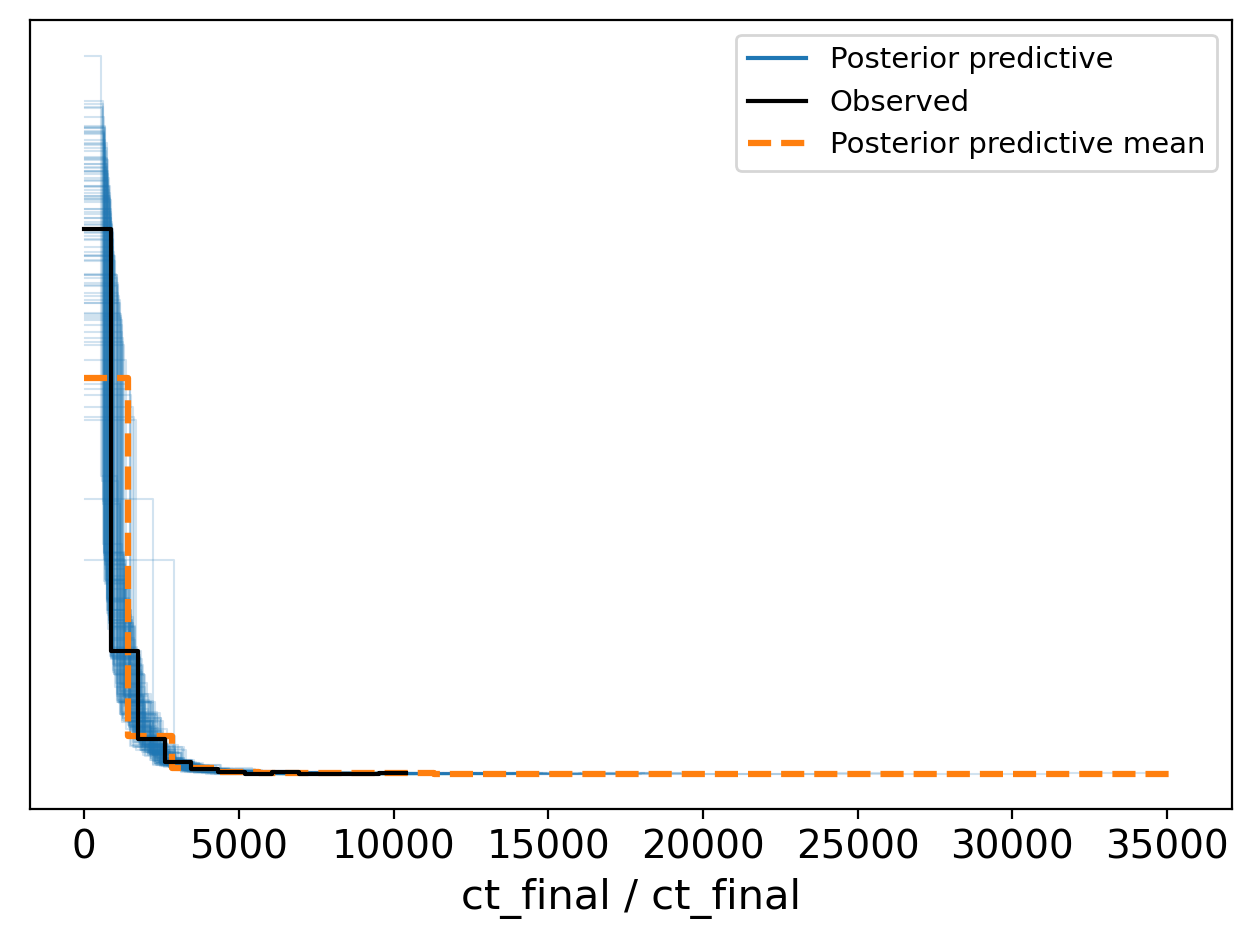 Posterior predictive
Observed
Posterior predictive mean
0 5000 10000 15000 20000 25000 30000 35000
ct_final / ct_final